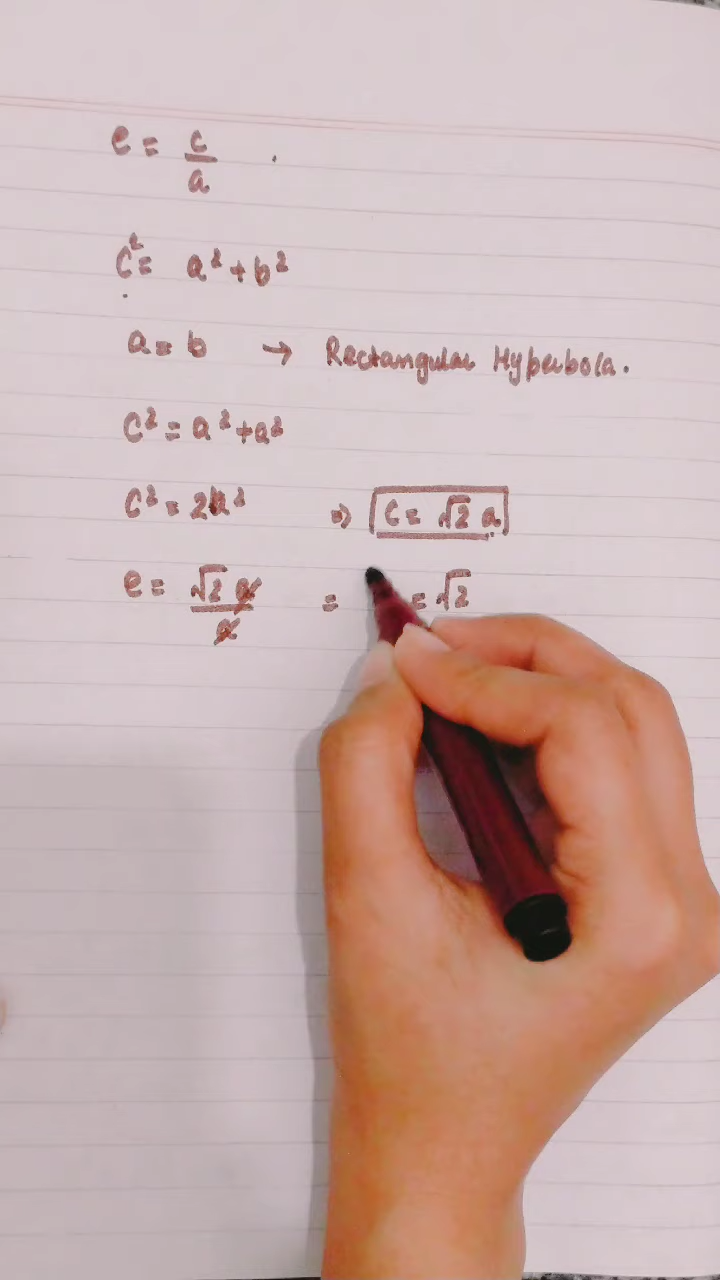 e = c/a
c² = a² + b²
a = b → Rectangular Hyperbola.
c² = a² + a²
c² = 2a² ⇒ c = √2 a
e = √2 a/a = = √2